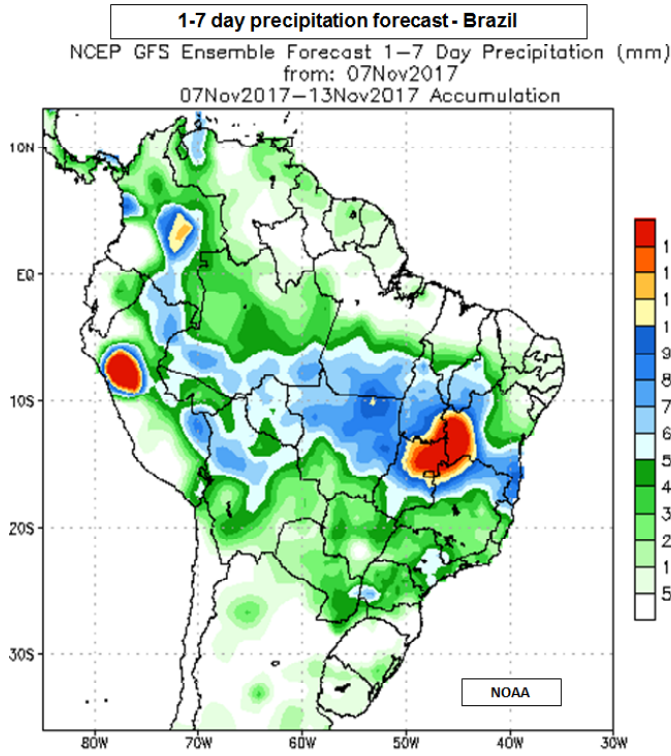 1-7 day precipitation forecast - Brazil
NCEP GFS Ensemble Forecast 1-7 Day Precipitation (mm)
from: 07Nov2017
07Nov2017-13Nov2017 Accumulation
10N
EQ
10S
20S
30S
80W 70W 60W 50W 40W 30W
1
1
1
1
9
8
7
6
5
4
3
2
1
5
NOAA